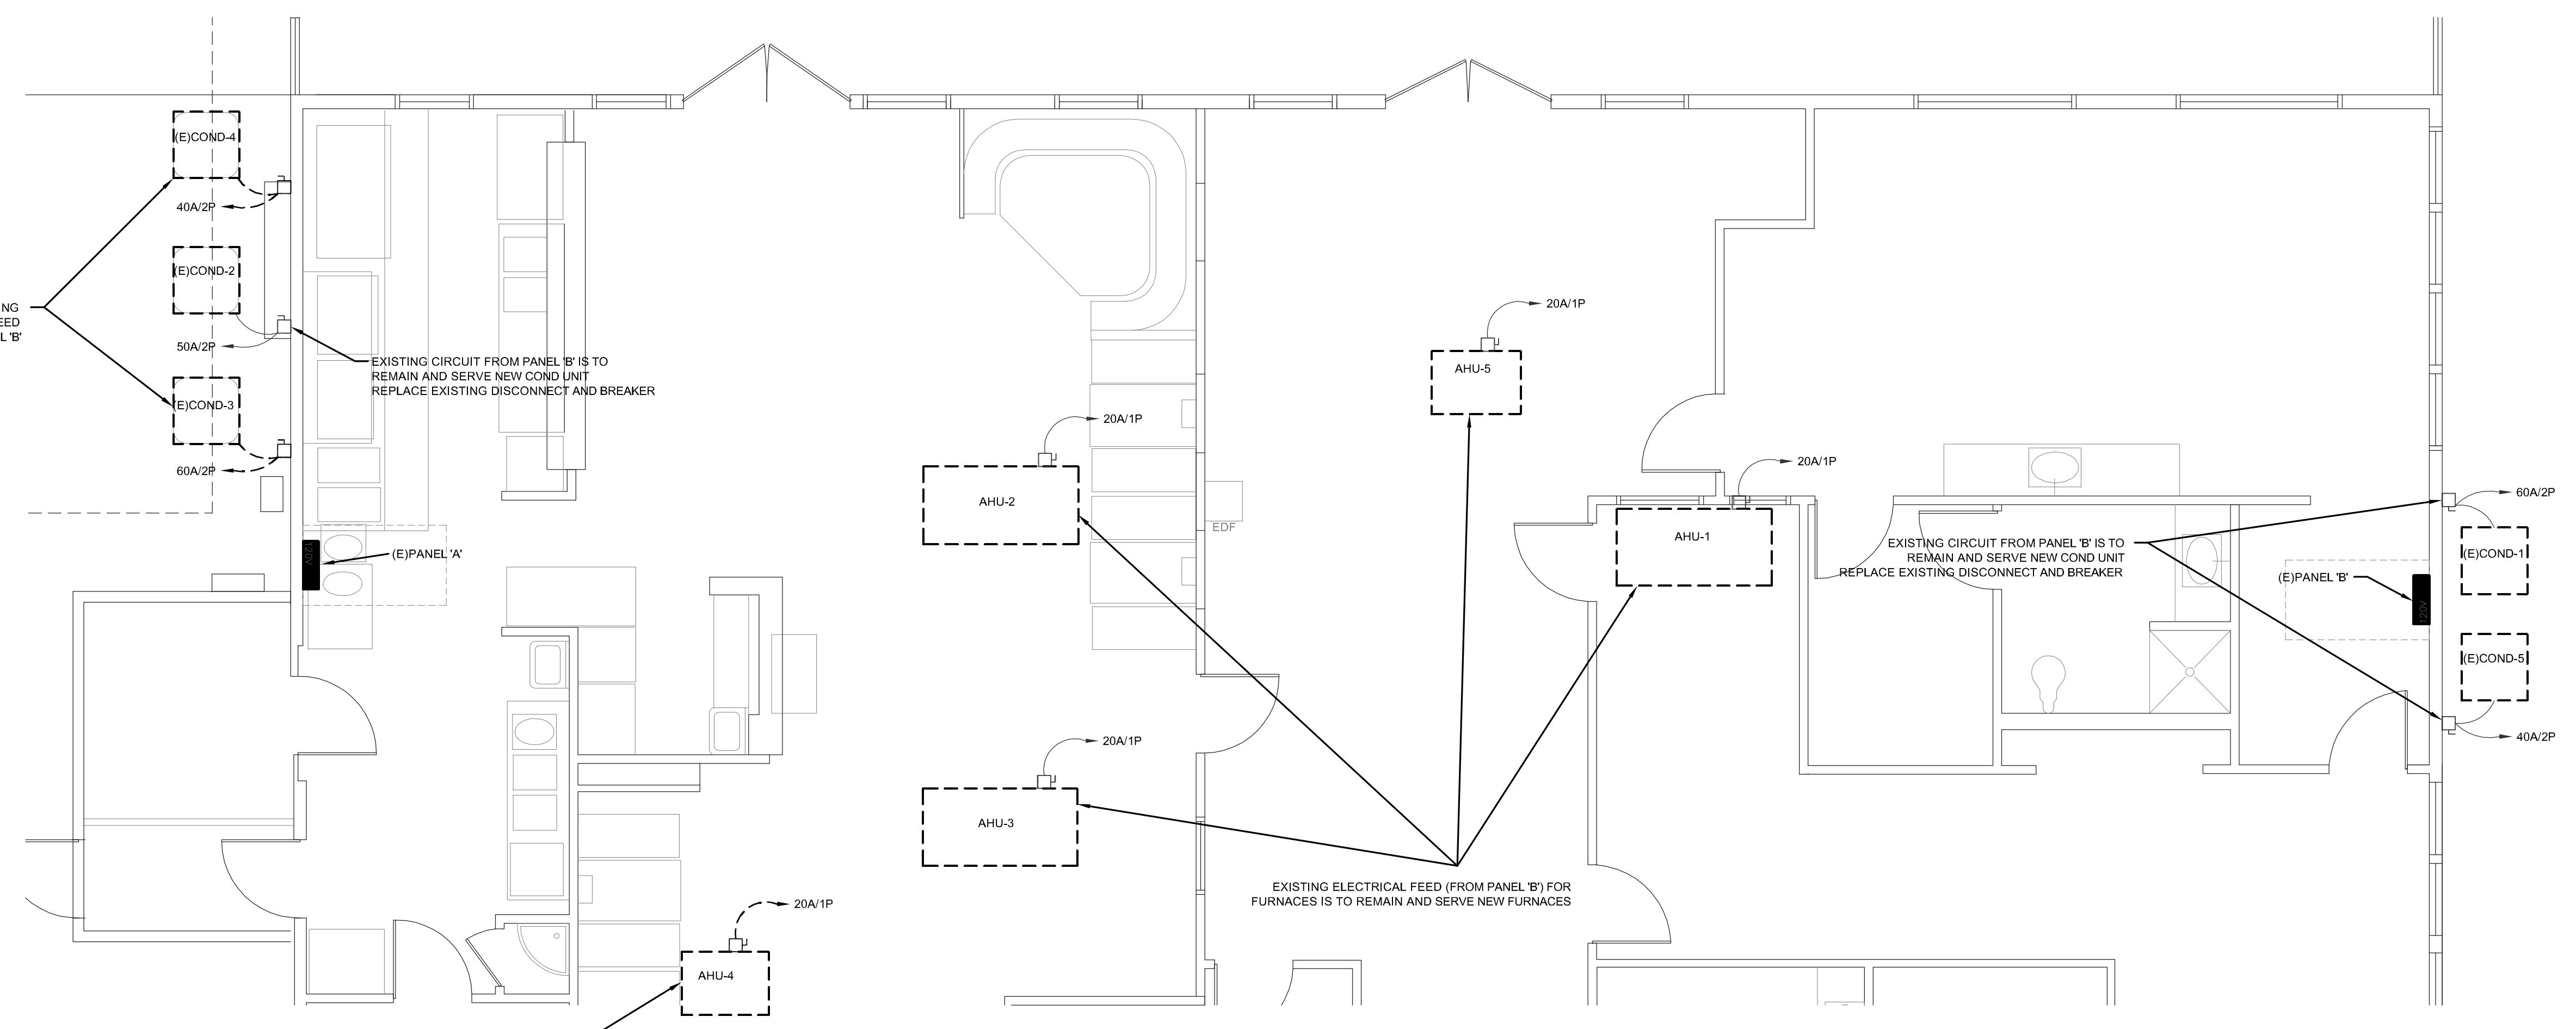 (E)COND-4
40A/2P
(E)COND-2
NG
EED
L 'B'
50A/2P
EXISTING CIRCUIT FROM PANEL 'B' IS TO
REMAIN AND SERVE NEW COND UNIT
REPLACE EXISTING DISCONNECT AND BREAKER
(E)COND-3
60A/2P
120V
(E)PANEL 'A'
20A/1P
AHU-5
20A/1P
AHU-2
EDF
20A/1P
AHU-1
EXISTING CIRCUIT FROM PANEL 'B' IS TO
REMAIN AND SERVE NEW COND UNIT
REPLACE EXISTING DISCONNECT AND BREAKER
60A/2P
(E)COND-1
(E)PANEL 'B'
120V
(E)COND-5
40A/2P
20A/1P
AHU-3
EXISTING ELECTRICAL FEED (FROM PANEL 'B') FOR
FURNACES IS TO REMAIN AND SERVE NEW FURNACES
20A/1P
AHU-4